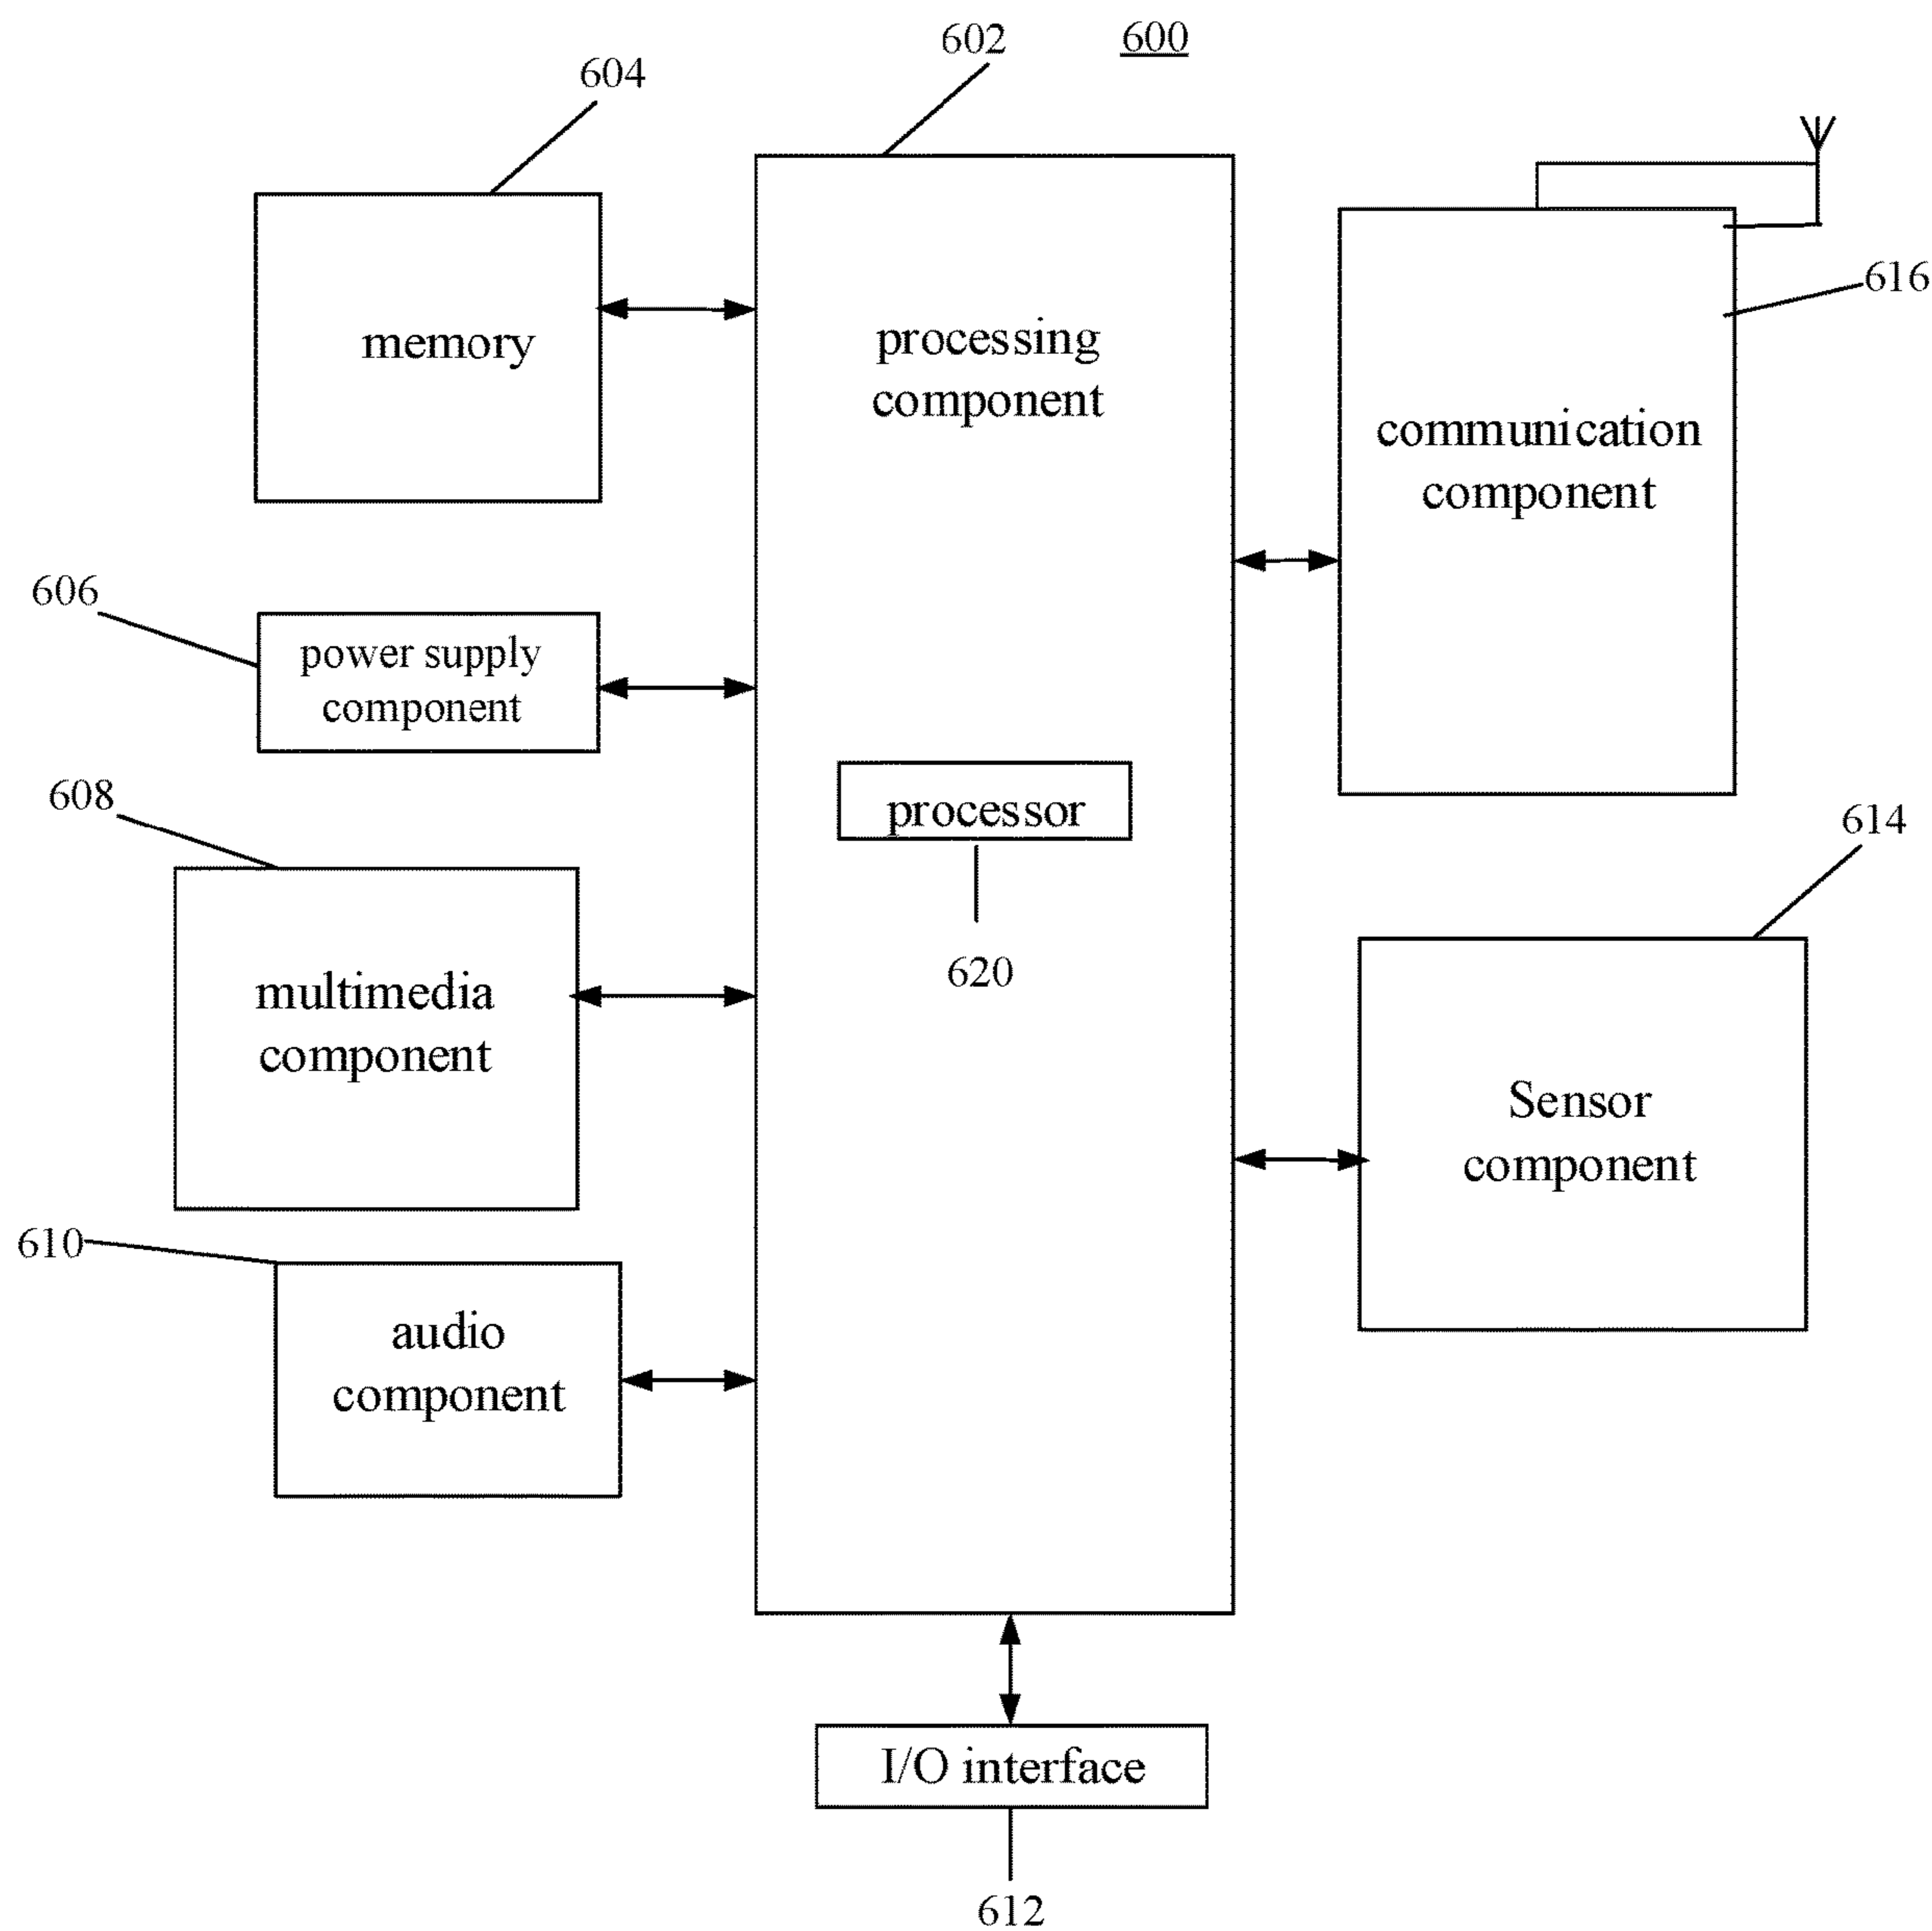 602
600
604
memory
processing
component
616
communication
component
606
power supply
component
608
processor
614
620
multimedia
component
Sensor
component
610
audio
component
I/O interface
612